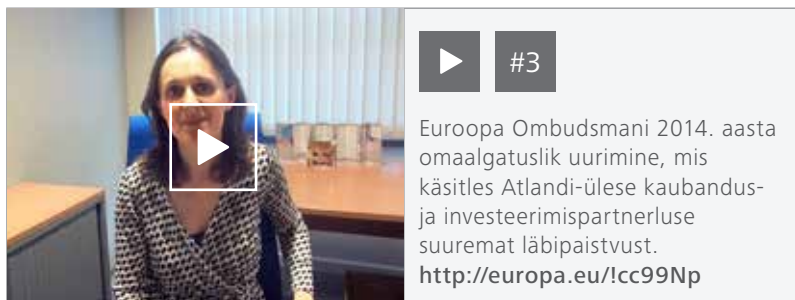 #3
Euroopa Ombudsmani 2014. aasta
omaalgatuslik uurimine, mis
käsitles Atlandi-ülese kaubandus-
ja investeerimispartnerluse
suuremat läbipaistvust.
http://europa.eu/!cc99Np